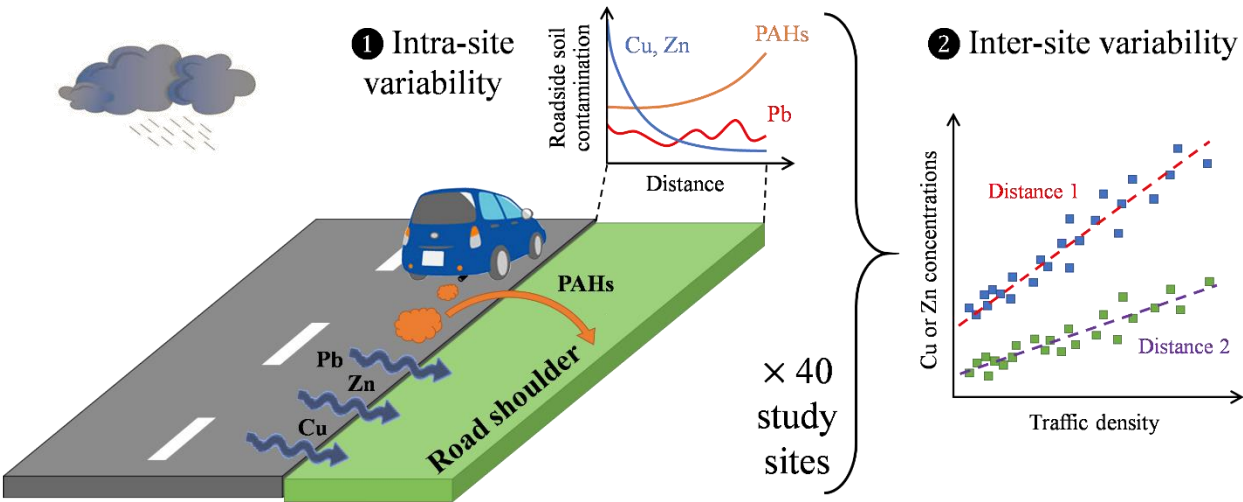 ❶ Intra-site
variability
Roadside soil
contamination
Cu, Zn
PAHs
Pb
Distance
PAHs
Pb
Zn
Cu
Road shoulder
× 40
study
sites
❷ Inter-site variability
Cu or Zn concentrations
Distance 1
Distance 2
Traffic density